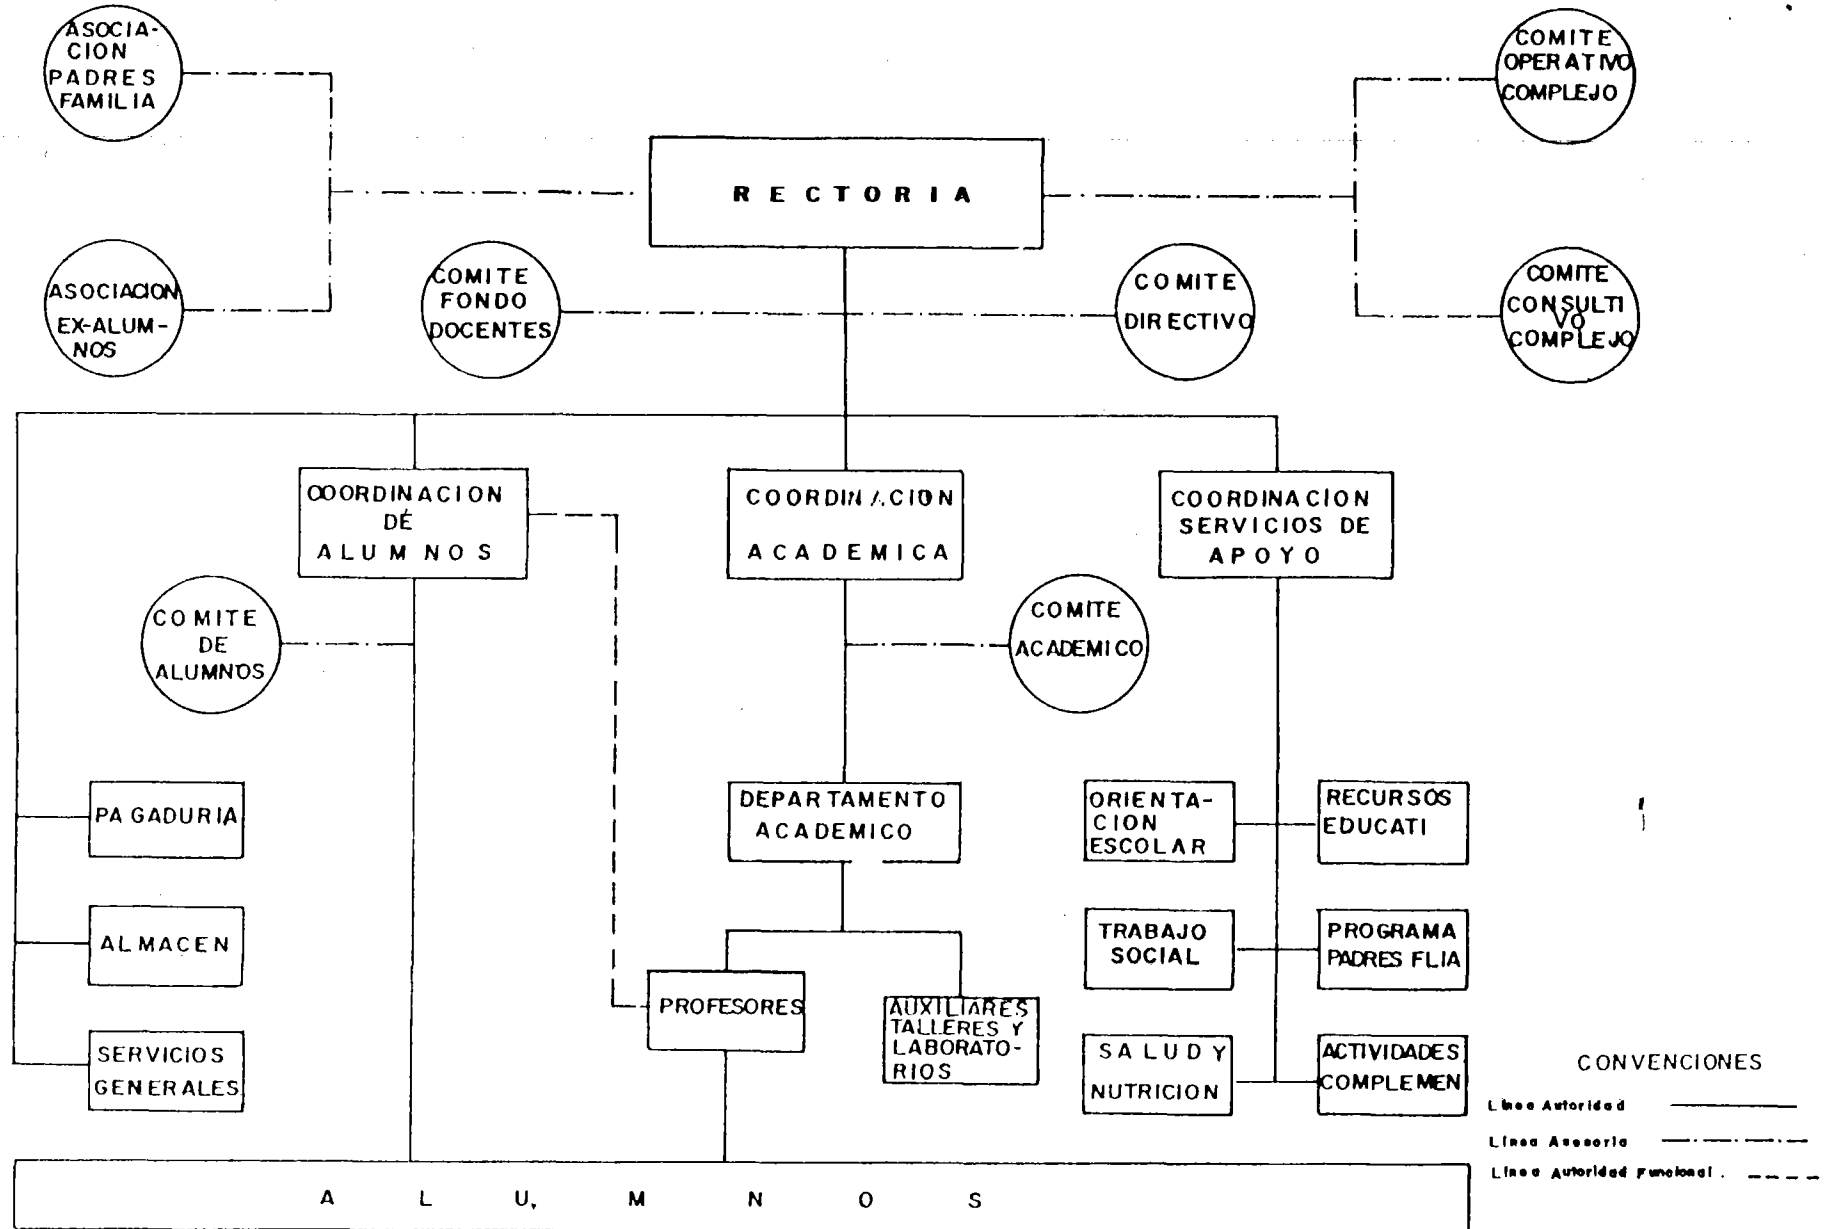 ASOCIA-
CION
PADRES
FAMILIA
COMITE
OPERATIVO
COMPLEJO
RECTORIA
ASOCIACION
EX-ALUM-
NOS
COMITE
FONDO
DOCENTES
COMITE
DIRECTIVO
COMITE
CONSULTI
VO
COMPLEJO
COORDINACION
DE
ALUMNOS
COORDINACION
ACADEMICA
COORDINACION
SERVICIOS DE
APOYO
COMITE
DE
ALUMNOS
COMITE
ACADEMICO
PAGADURIA
DEPARTAMENTO
ACADEMICO
ORIENTA-
CION
ESCOLAR
RECURSOS
EDUCATI
ALMACEN
TRABAJO
SOCIAL
PROGRAMA
PADRES FLIA
PROFESORES
AUXILIARES
TALLERES Y
LABORATO-
RIOS
SERVICIOS
GENERALES
SALUD Y
NUTRICION
ACTIVIDADES
COMPLEMEN
CONVENCIONES
Linea Autoridad
Linea Asesoria
Linea Autoridad Funcional.
ALUMNOS